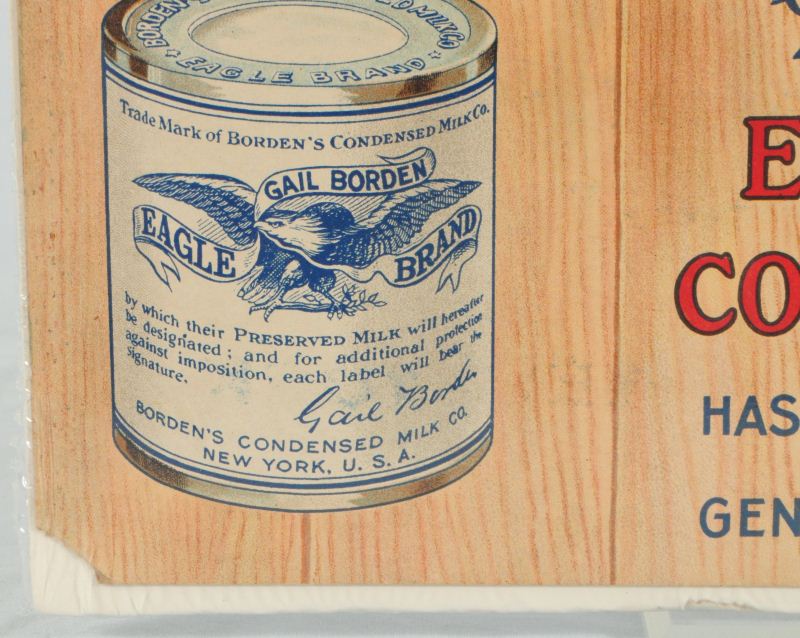 BORDEN'S
ED MILK CO
EAGLE BRAND
Trade Mark of BORDEN'S CONDENSED MILK CO.
GAIL BORDEN
EAGLE BRAND
by which their PRESERVED MILK will hereafter
be designated; and for additional protection
against imposition, each label will bear the
signature.
Gail Borden
BORDEN'S CONDENSED MILK CO.
NEW YORK, U. S. A.
E
CO
HAS
GEN